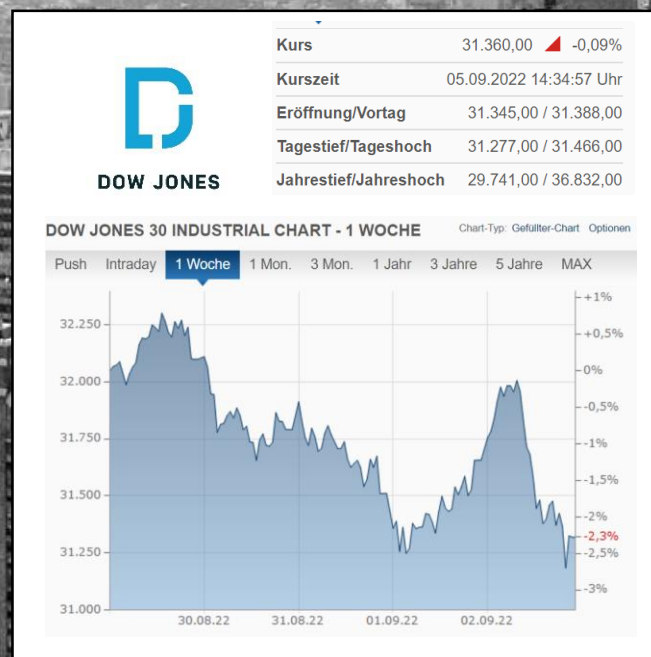 Kurs 31.360,00 -0,09%
Kurszeit 05.09.2022 14:34:57 Uhr
Eröffnung/Vortag 31.345,00 / 31.388,00
Tagestief/Tageshoch 31.277,00 / 31.466,00
Jahrestief/Jahreshoch 29.741,00 / 36.832,00
DOW JONES
DOW JONES 30 INDUSTRIAL CHART - 1 WOCHE Chart-Typ: Gefüllter-Chart Optionen
Push Intraday 1 Woche 1 Mon. 3 Mon. 1 Jahr 3 Jahre 5 Jahre MAX
+1%
32.250
+0,5%
0%
32.000
-0,5%
31.750
-1%
-1,5%
31.500
-2%
-2,3%
31.250
-2,5%
-3%
31.000
30.08.22 31.08.22 01.09.22 02.09.22